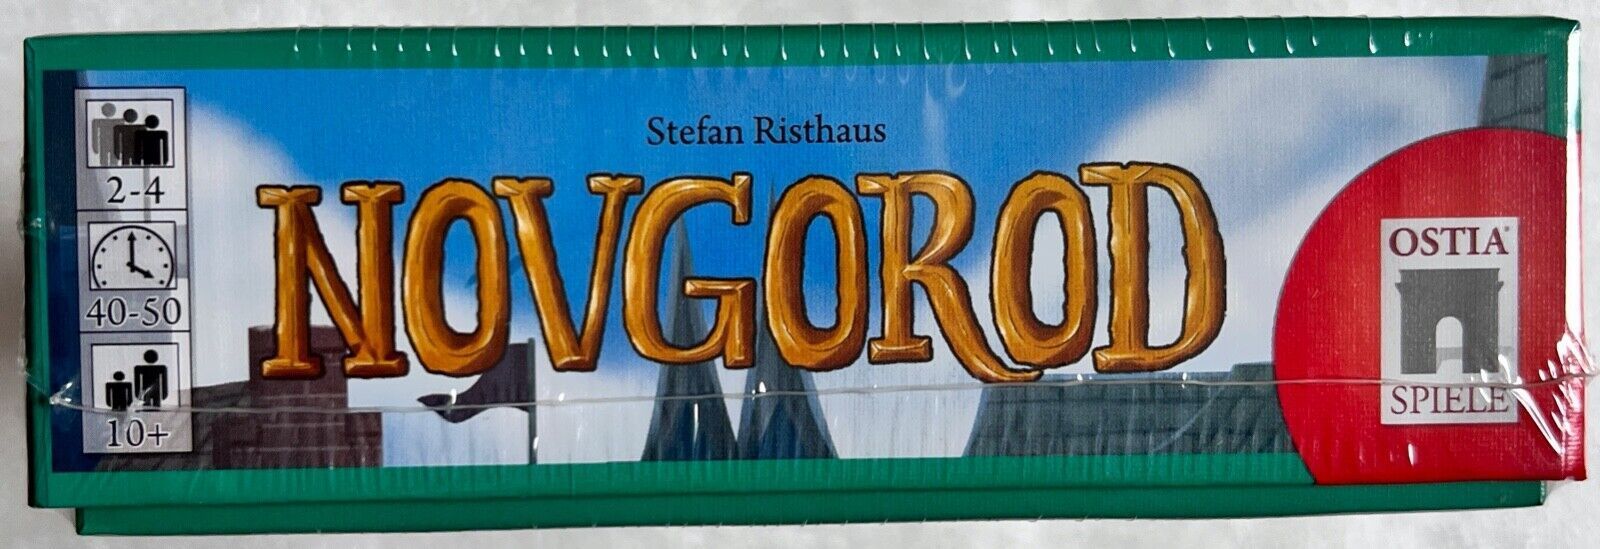 Stefan Risthaus
NOVGOROD
2-4
40-50
10+
OSTIA®
SPIELE